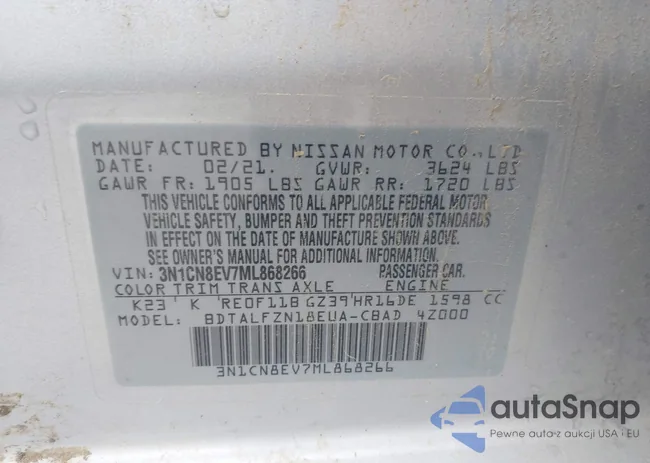 MANUFACTURED BY NISSAN MOTOR CO.,LTD
DATE: 02/21. GVWR: 3624 LBS
GAWR FR: 1905 LBS GAWR RR: 1720 LBS
THIS VEHICLE CONFORMS TO ALL APPLICABLE FEDERAL MOTOR
VEHICLE SAFETY, BUMPER AND THEFT PREVENTION STANDARDS
IN EFFECT ON THE DATE OF MANUFACTURE SHOWN ABOVE.
SEE OWNER'S MANUAL FOR ADDITIONAL INFORMATION.
VIN: 3N1CN8EV7ML868266 PASSENGER CAR.
COLOR TRIM TRANS AXLE ENGINE
K23 K RE0F11B GZ39 HR16DE 1598 CC
MODEL: BDTALFZN18EUA-CBAD 4Z000
3N1CN8EV7ML868266
autoSnap
Pewne auto z aukcji USA i EU